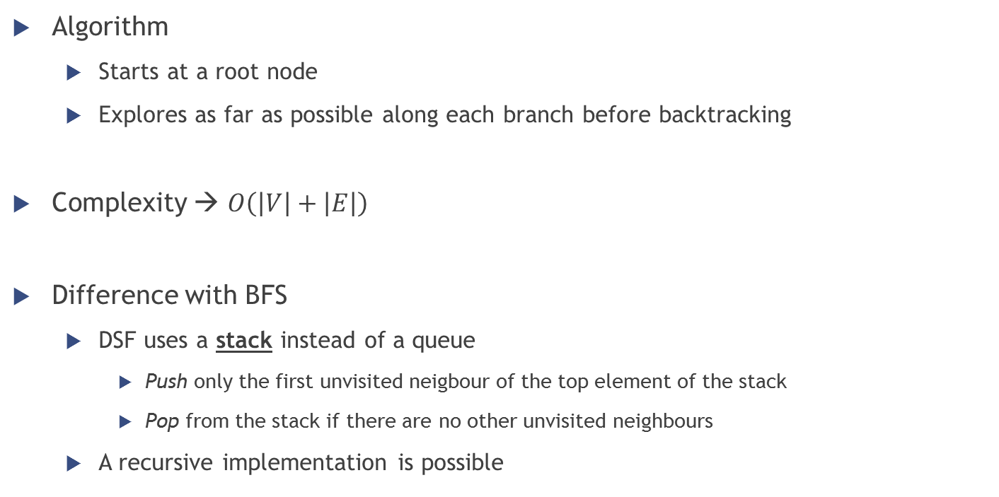 Algorithm
Starts at a root node
Explores as far as possible along each branch before backtracking
Complexity → O(|V| + |E|)
Difference with BFS
DSF uses a stack instead of a queue
Push only the first unvisited neigbour of the top element of the stack
Pop from the stack if there are no other unvisited neighbours
A recursive implementation is possible